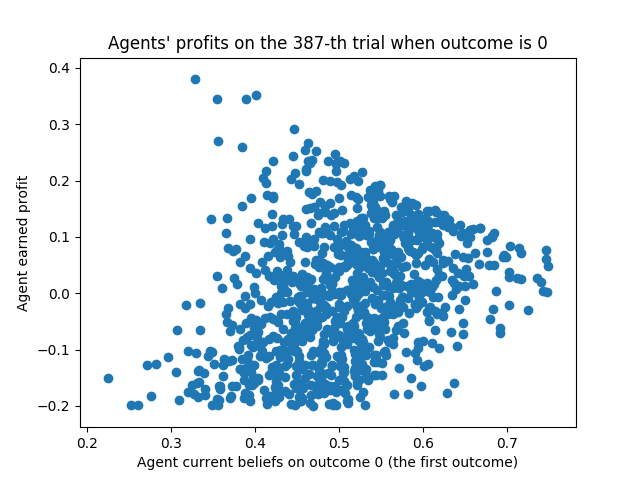 Agents' profits on the 387-th trial when outcome is 0
0.4
0.3
0.2
0.1
0.0
−0.1
−0.2
Agent earned profit
0.2 0.3 0.4 0.5 0.6 0.7
Agent current beliefs on outcome 0 (the first outcome)